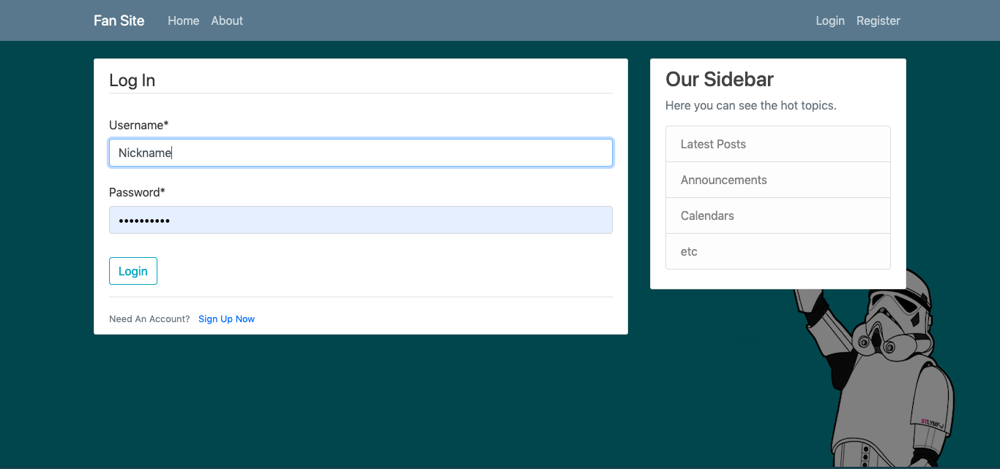 Fan Site Home About Login Register
Log In
Username*
Nickname
Password*
••••••••••
Login
Need An Account? Sign Up Now
Our Sidebar
Here you can see the hot topics.
Latest Posts
Announcements
Calendars
etc
STLYMF-J